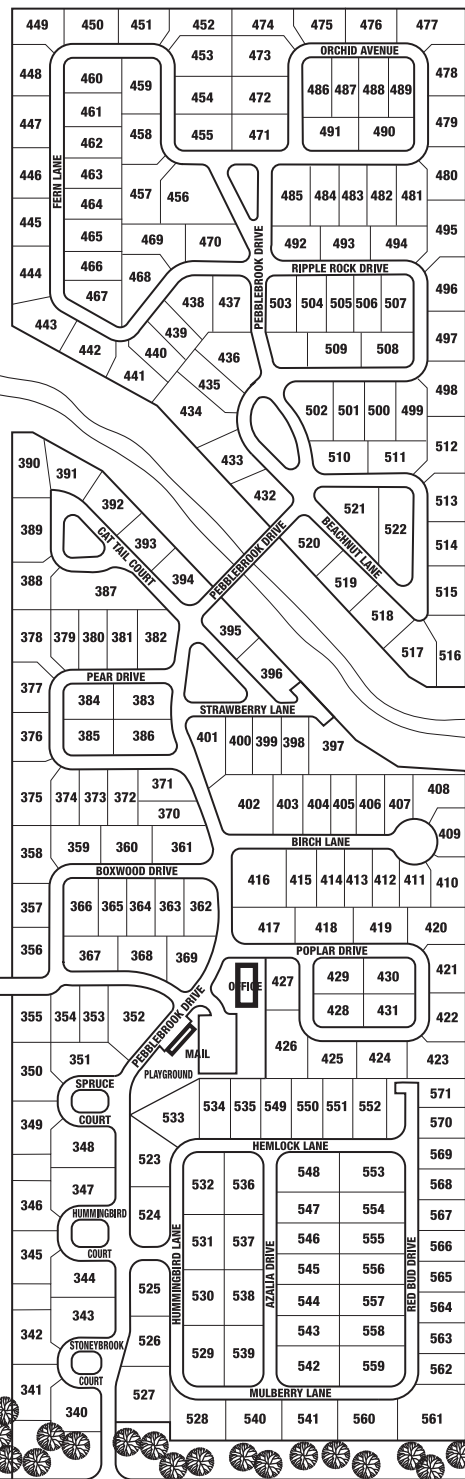 449 450 451 452 474 475 476 477
ORCHID AVENUE
448 453 473 478
460 459 486 487 488 489
454 472
447 461 479
458 455 471 491 490
462
446 463 457 456 485 484 483 482 481 480
FERN LANE
464
445 465 469 470 492 493 494 495
PEBBLEBROOK DRIVE
466 468 RIPPLE ROCK DRIVE
444 467 438 437 503 504 505 506 507 496
443 439
442 440 436 509 508 497
441 435
434 502 501 500 499 498
433 510 511 512
390 391 432
392 521 513
389 393 520 522 514
CAT TAIL COURT
PEBBLEBROOK DRIVE
BEACHNUT LANE
388 394 519
387 518 515
378 379 380 381 382 395 517 516
PEAR DRIVE 396
377 384 383 STRAWBERRY LANE
376 385 386 401 400 399 398 397
375 374 373 372 371 402 403 404 405 406 407 408
370
409
BIRCH LANE
358 359 360 361
BOXWOOD DRIVE 416 415 414 413 412 411 410
357 366 365 364 363 362
417 418 419 420
356 367 368 369 POPLAR DRIVE
OFFICE 427 429 430 421
355 354 353 352 428 431 422
PEBBLEBROOK DRIVE
MAIL 426
351 425 424 423
350 PLAYGROUND
SPRUCE
COURT
534 535 549 550 551 552 571
533 570
349 348 523 HEMLOCK LANE 569
347 532 536 548 553 568
346 524 547 554 567
HUMMINGBIRD
COURT
531 537 546 555 566
345 HUMMINGBIRD LANE
AZALIA DRIVE
RED BUD DRIVE
344 525 545 556 565
530 538 544 557 564
343 526 543 558 563
342 529 539
STONEYBROOK
COURT
542 559 562
341 527 MULBERRY LANE
340 528 540 541 560 561